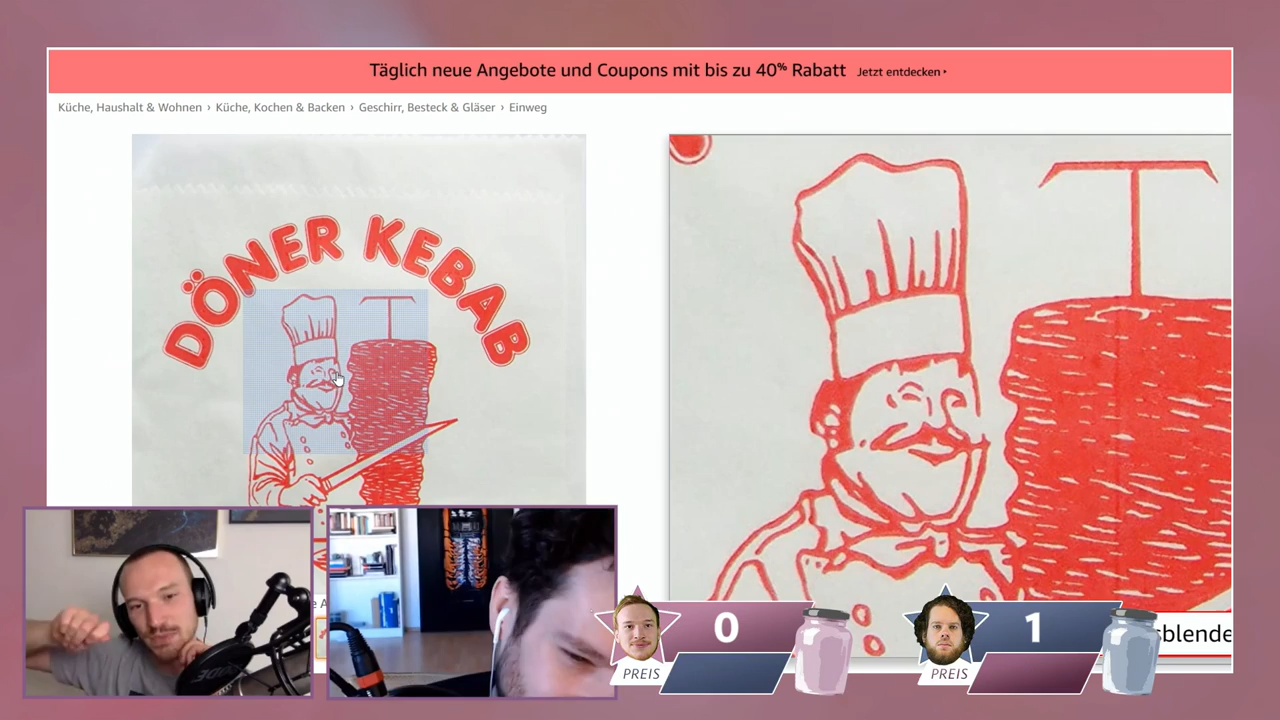 Täglich neue Angebote und Coupons mit bis zu 40% Rabatt Jetzt entdecken ›
Küche, Haushalt & Wohnen › Küche, Kochen & Backen › Geschirr, Besteck & Gläser › Einweg
DÖNER KEBAB
RODE
0
1
sblende
PREIS
PREIS